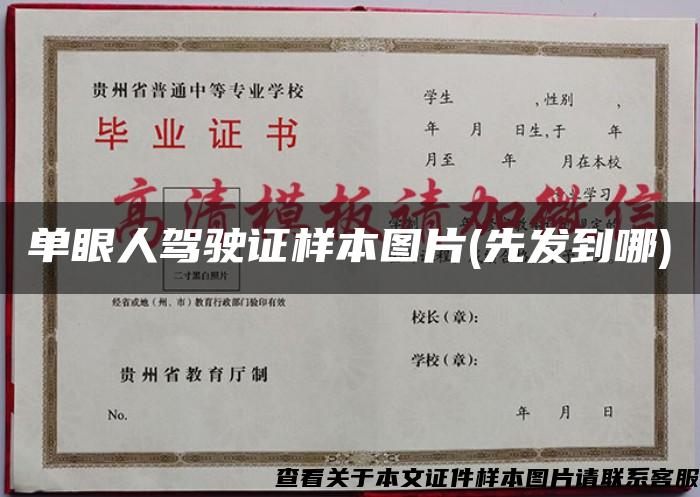 贵州省普通中等专业学校
毕业证书
二寸黑白照片
经省或地(州、市)教育行政部门验印有效
贵州省教育厅制
No.
学生 ,性别 ,
年 月 日生,于 年
月至 年 月在本校
业学习
校长(章):
学校(章):
年 月 日
高清模板请加微信
单眼人驾驶证样本图片(先发到哪)
查看关于本文证件样本图片请联系客服